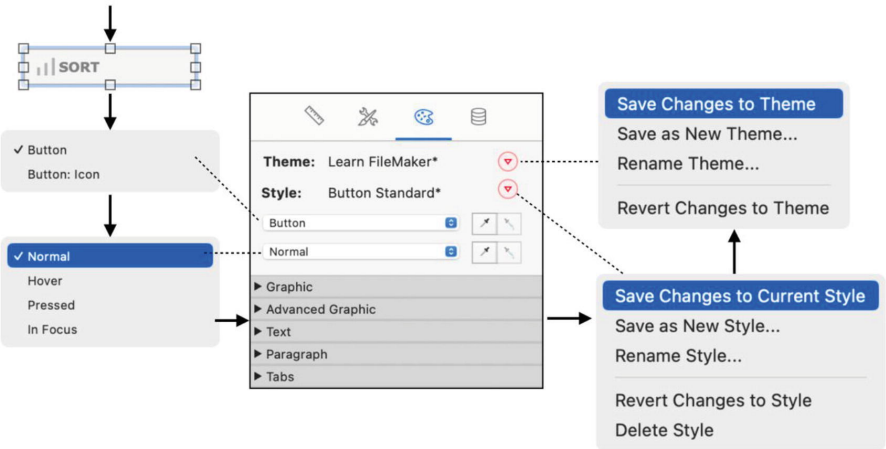 SORT
✓ Button
Button: Icon
✓ Normal
Hover
Pressed
In Focus
Theme: Learn FileMaker*
Style: Button Standard*
Button
Normal
Graphic
Advanced Graphic
Text
Paragraph
Tabs
Save Changes to Theme
Save as New Theme...
Rename Theme...
Revert Changes to Theme
Save Changes to Current Style
Save as New Style...
Rename Style...
Revert Changes to Style
Delete Style